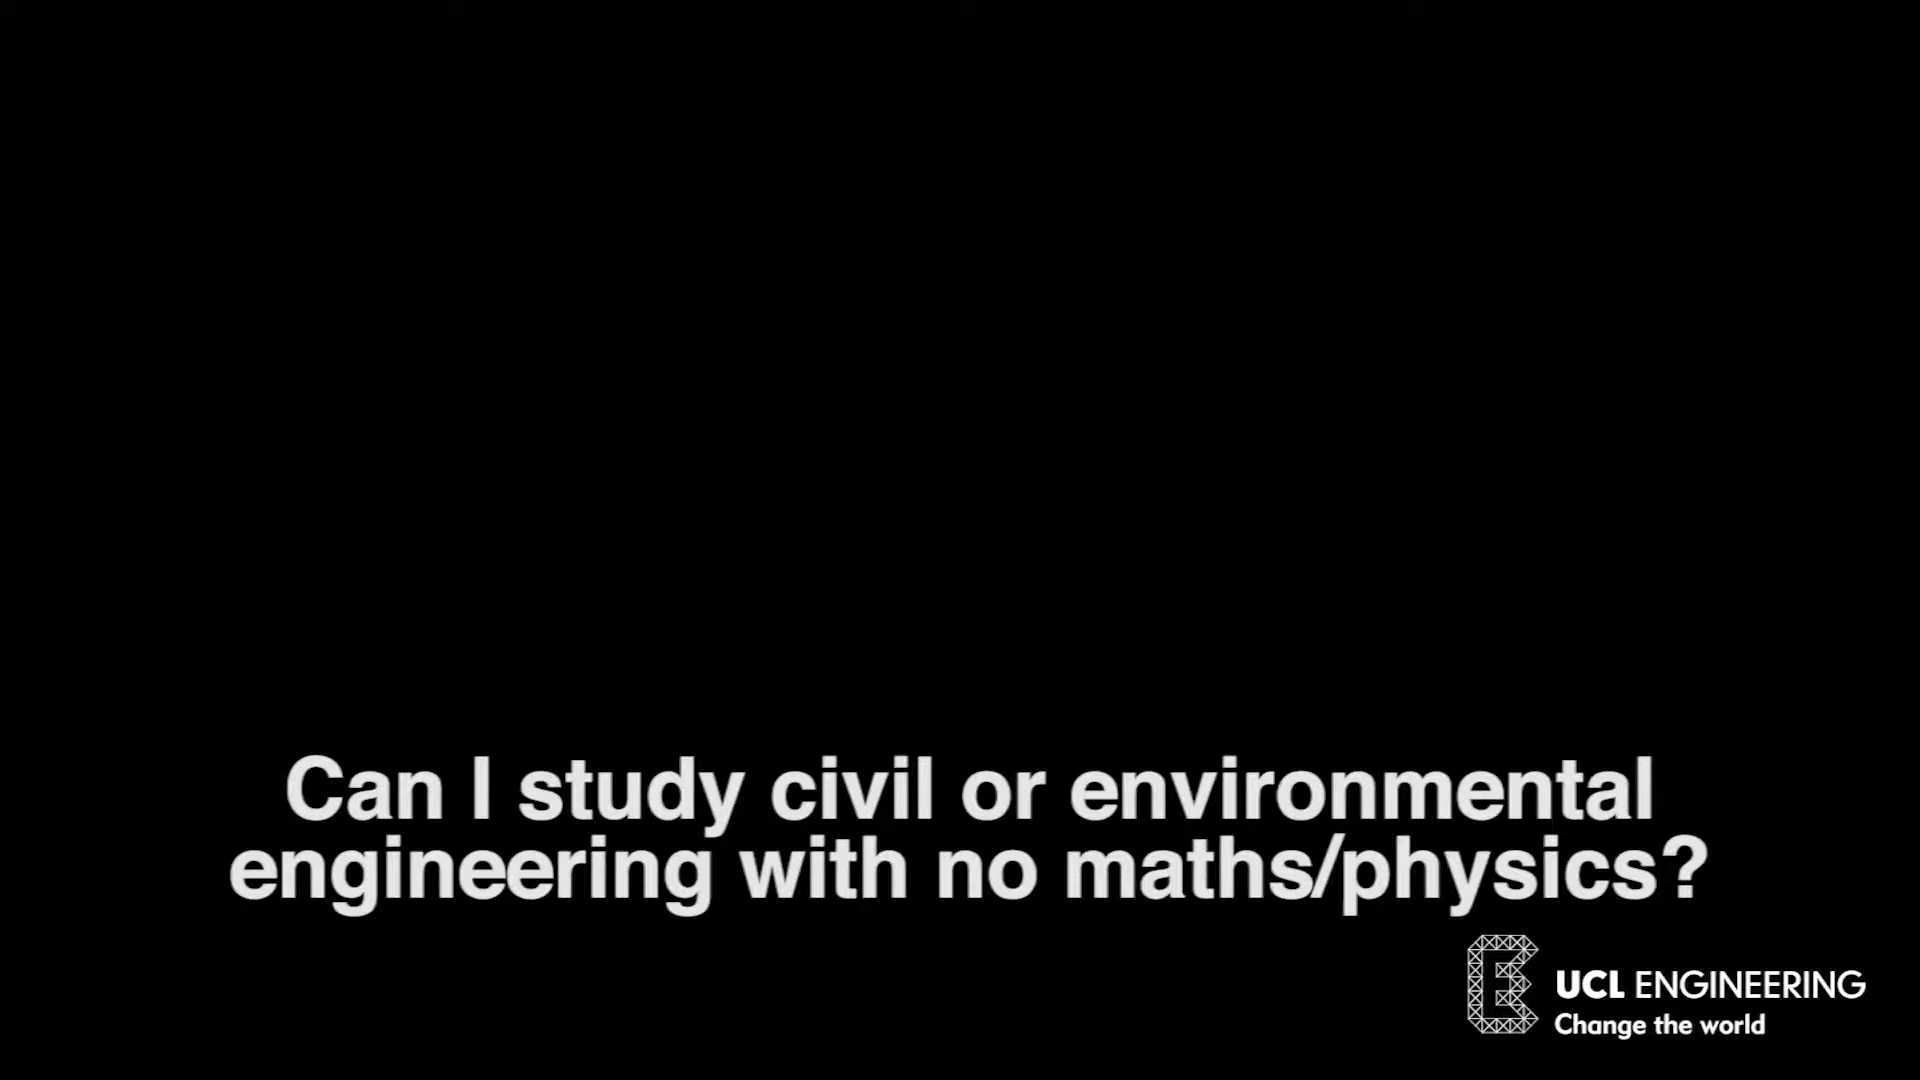 Can I study civil or environmental
engineering with no maths/physics?
UCL ENGINEERING
Change the world